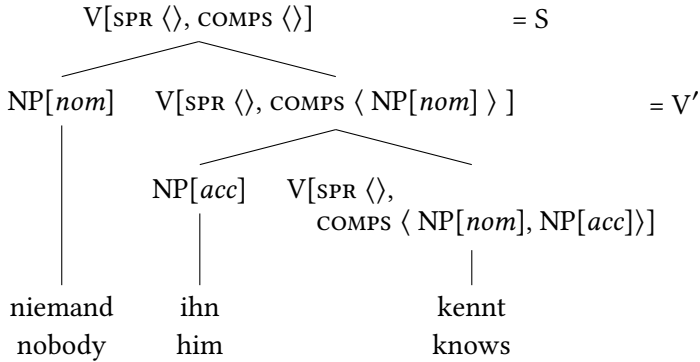 V[SPR ⟨⟩, COMPS ⟨⟩] = S
NP[nom] V[SPR ⟨⟩, COMPS ⟨ NP[nom] ⟩ ] = V′
NP[acc] V[SPR ⟨⟩,
COMPS ⟨ NP[nom], NP[acc]⟩]
niemand ihn kennt
nobody him knows